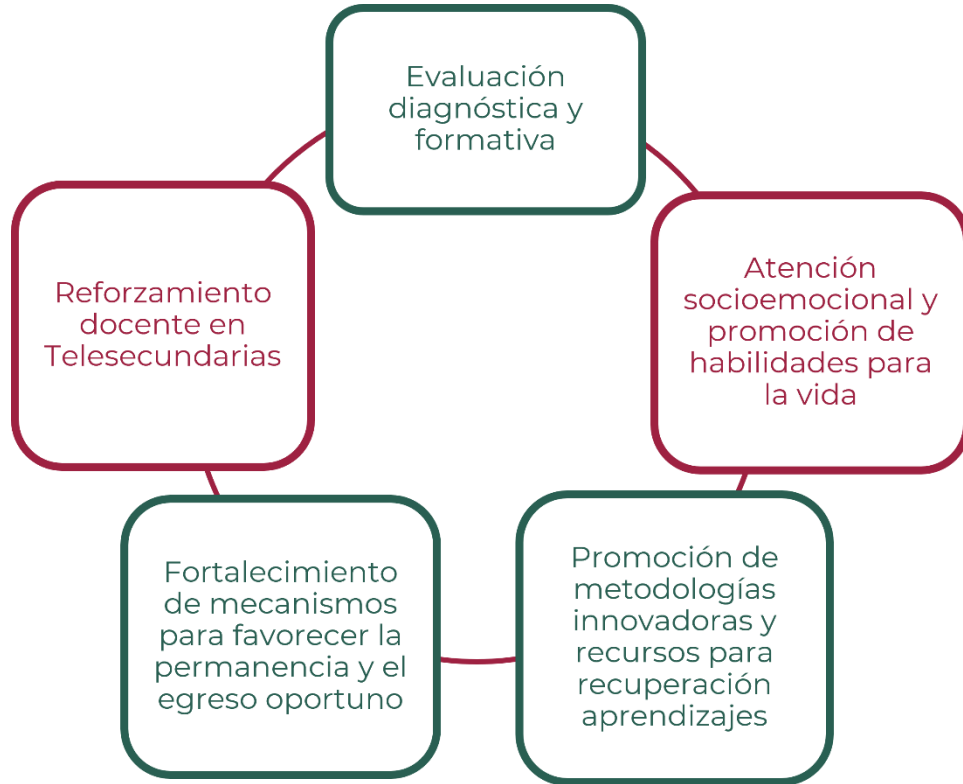 Evaluación
diagnóstica y
formativa
Atención
socioemocional y
promoción de
habilidades para
la vida
Promoción de
metodologías
innovadoras y
recursos para
recuperación
aprendizajes
Fortalecimiento
de mecanismos
para favorecer la
permanencia y el
egreso oportuno
Reforzamiento
docente en
Telesecundarias